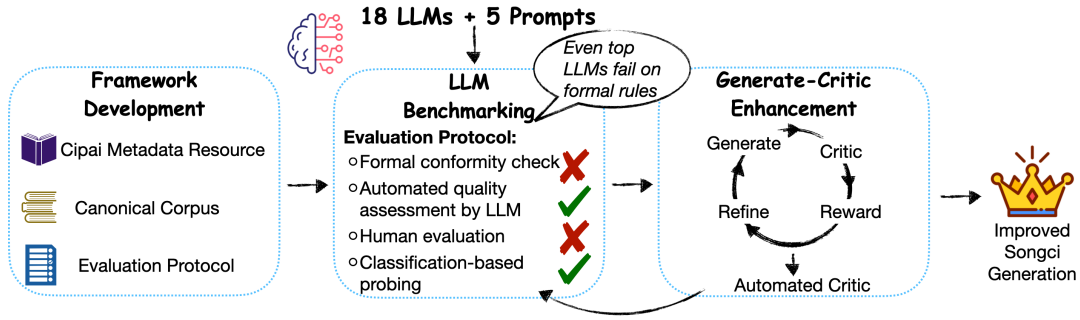 18 LLMs + 5 Prompts
Even top
LLMs fail on
formal rules
Framework
Development
Cipai Metadata Resource
Canonical Corpus
Evaluation Protocol
LLM
Benchmarking
Evaluation Protocol:
Formal conformity check
Automated quality
assessment by LLM
Human evaluation
Classification-based
probing
Generate-Critic
Enhancement
Generate
Critic
Refine
Reward
Automated Critic
Improved
Songci
Generation